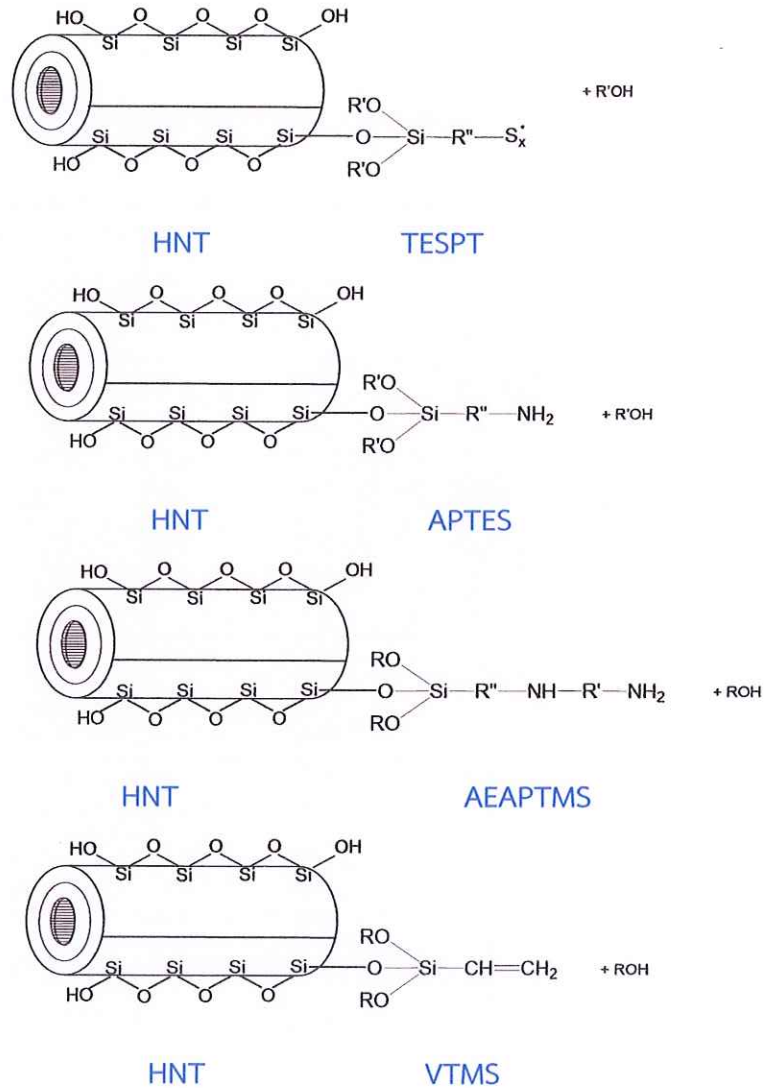 HO O O O OH
Si Si Si Si
+ R'OH
R'O
Si Si Si Si O Si R" S*x
HO O O O R'O
HNT TESPT
HO O O O OH
Si Si Si Si
R'O
Si Si Si Si O Si R" NH2 + R'OH
HO O O O R'O
HNT APTES
HO O O O OH
Si Si Si Si
RO
Si Si Si Si O Si R" NH R' NH2 + ROH
HO O O O RO
HNT AEAPTMS
HO O O O OH
Si Si Si Si
RO
Si Si Si Si O Si CH=CH2 + ROH
HO O O O RO
HNT VTMS